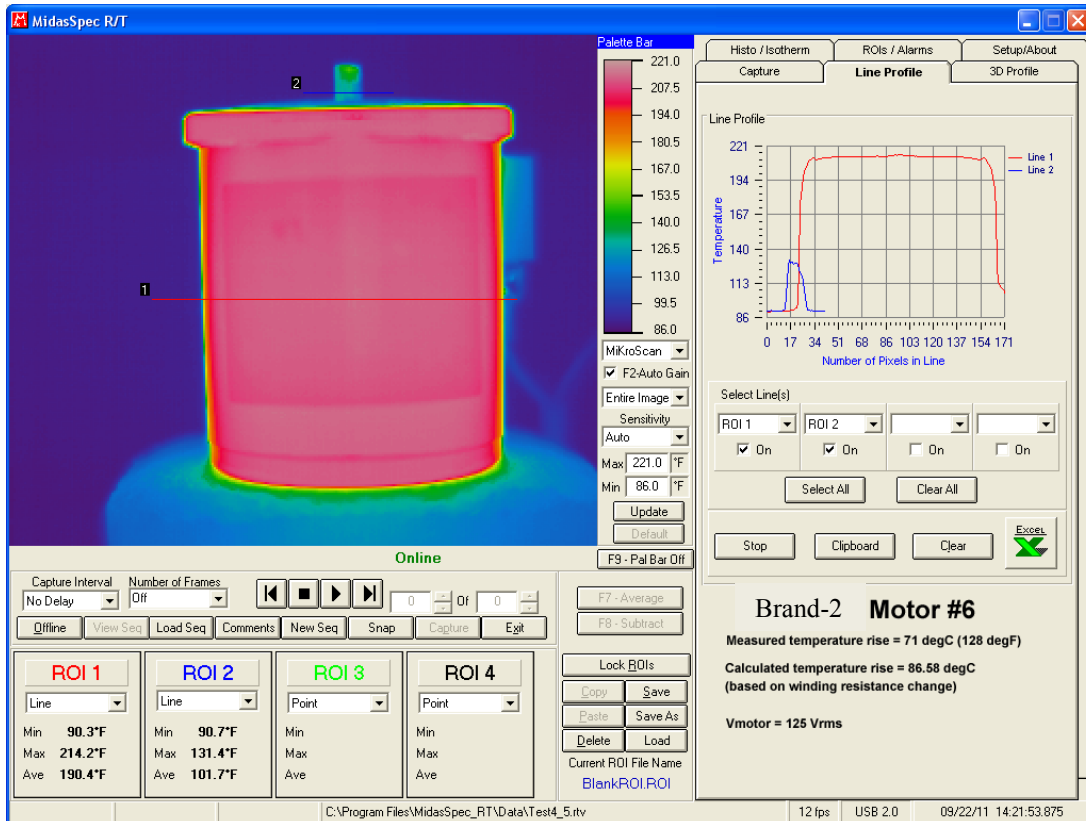 MidasSpec R/T
2
1
Palette Bar
221.0
207.5
194.0
180.5
167.0
153.5
140.0
126.5
113.0
99.5
86.0
MiKroScan
F2-Auto Gain
Entire Image
Sensitivity
Auto
Max 221.0 °F
Min 86.0 °F
Update
Default
F9 - Pal Bar Off
Histo / Isotherm ROIs / Alarms Setup/About
Capture Line Profile 3D Profile
Line Profile
221
194
167
140
113
86
Temperature
0 17 34 51 68 86 103 120 137 154 171
Number of Pixels in Line
Line 1
Line 2
Select Line(s)
ROI 1 ROI 2
On On On On
Select All Clear All
Stop Clipboard Clear
EXCEL
Brand-2 Motor #6
Measured temperature rise = 71 degC (128 degF)
Calculated temperature rise = 86.58 degC
(based on winding resistance change)
Vmotor = 125 Vrms
Online
Capture Interval Number of Frames
No Delay Off
0 Of 0
Offline View Seq Load Seq Comments New Seq Snap Capture Exit
F7 - Average
F8 - Subtract
ROI 1 ROI 2 ROI 3 ROI 4
Line Line Point Point
Min 90.3°F Min 90.7°F Min Min
Max 214.2°F Max 131.4°F Max Max
Ave 190.4°F Ave 101.7°F Ave Ave
Lock ROIs
Copy Save
Paste Save As
Delete Load
Current ROI File Name
BlankROI.ROI
C:\Program Files\MidasSpec_RT\Data\Test4_5.rtv 12 fps USB 2.0 09/22/11 14:21:53.875